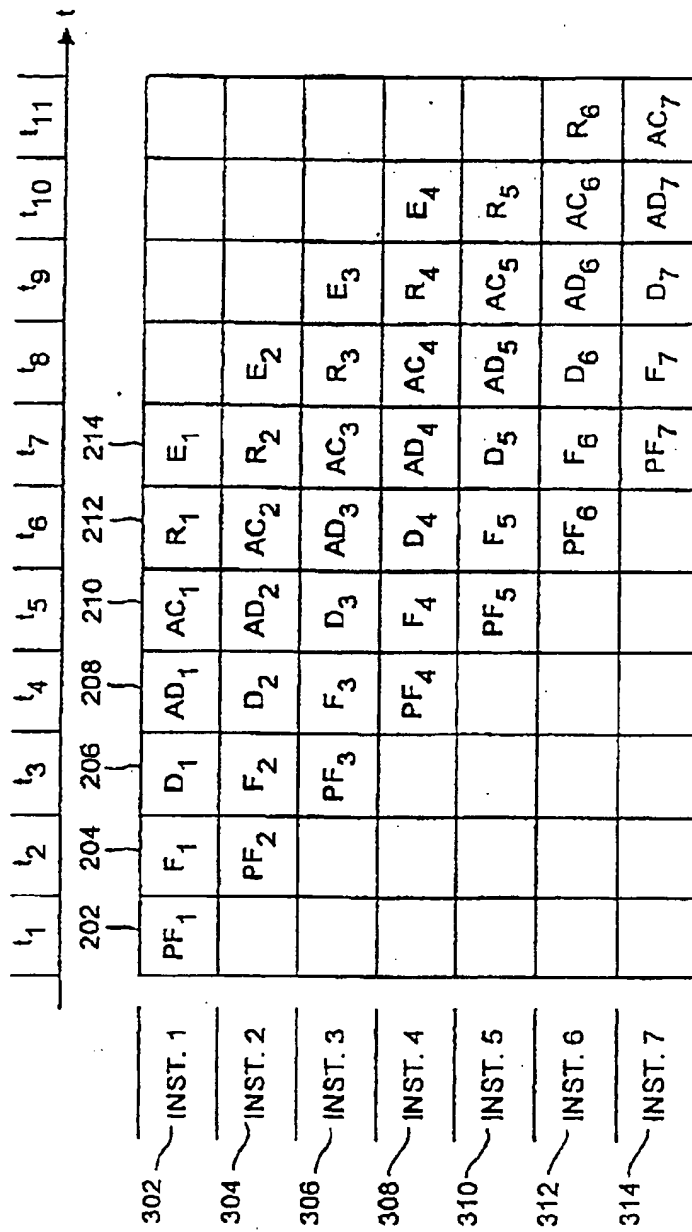 t1 t2 t3 t4 t5 t6 t7 t8 t9 t10 t11 t
202 204 206 208 210 212 214
302 INST. 1 PF1 F1 D1 AD1 AC1 R1 E1
304 INST. 2 PF2 F2 D2 AD2 AC2 R2 E2
306 INST. 3 PF3 F3 D3 AD3 AC3 R3 E3
308 INST. 4 PF4 F4 D4 AD4 AC4 R4 E4
310 INST. 5 PF5 F5 D5 AD5 AC5 R5
312 INST. 6 PF6 F6 D6 AD6 AC6 R6
314 INST. 7 PF7 F7 D7 AD7 AC7